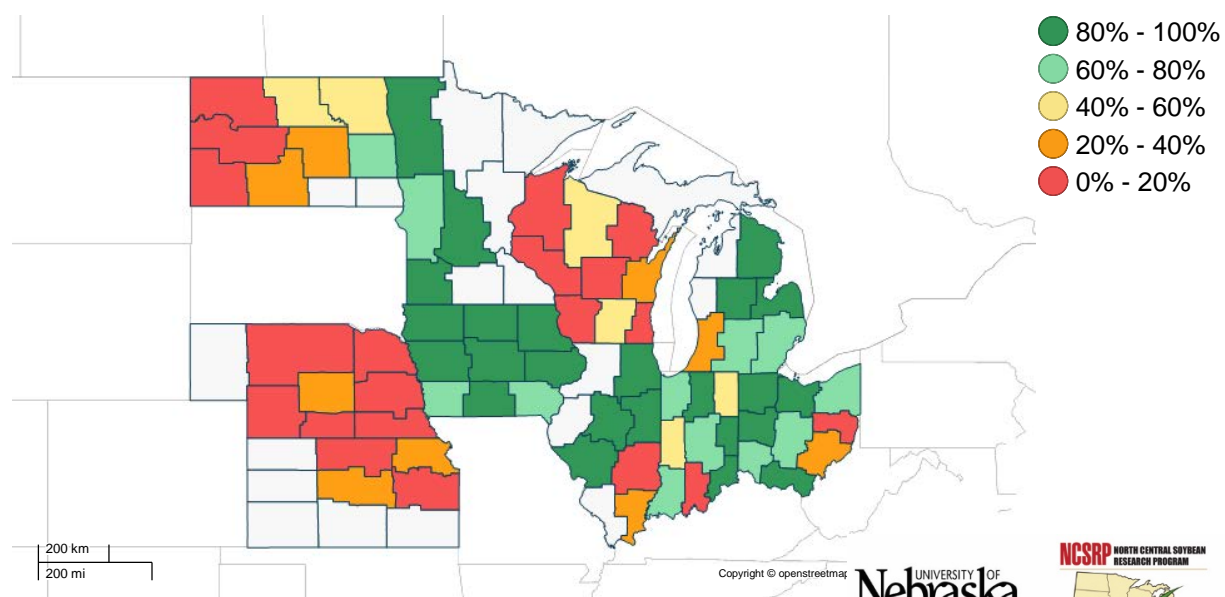 80% - 100%
60% - 80%
40% - 60%
20% - 40%
0% - 20%
200 km
200 mi
Copyright © openstreetmap
UNIVERSITY OF
Nebraska
NCSRP NORTH CENTRAL SOYBEAN
RESEARCH PROGRAM